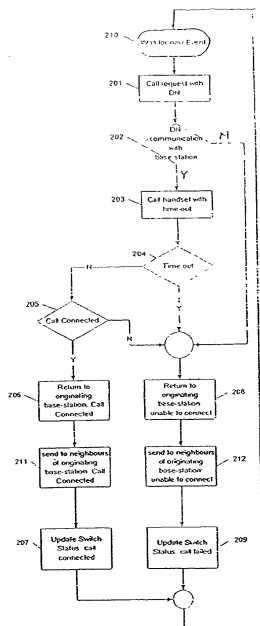 210
Wait for new Event
201
Call request with
DN
202
DN
communication
with
base station
N
Y
203
Call handset with
time-out
204
Time out
N
Y
205
Call Connected
N
Y
206
Return to
originating
base-station. Call
Connected
Return to
originating
base-station
unable to connect
208
211
send to neighbours
of originating
base-station. Call
Connected
send to neighbours
of originating
base-station
unable to connect
212
207
Update Switch
Status call
connected
Update Switch
Status call failed
209